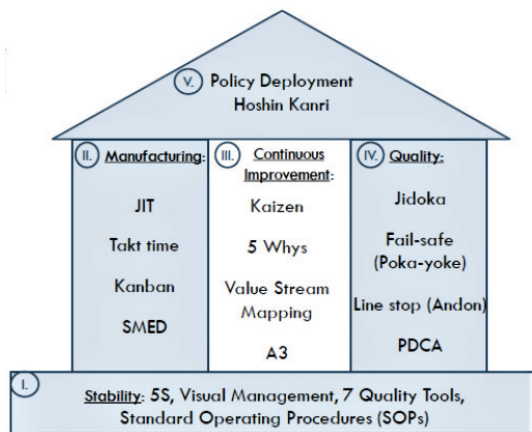 V. Policy Deployment
Hoshin Kanri
II. Manufacturing:
JIT
Takt time
Kanban
SMED
III. Continuous
Improvement:
Kaizen
5 Whys
Value Stream
Mapping
A3
IV. Quality:
Jidoka
Fail-safe
(Poka-yoke)
Line stop (Andon)
PDCA
I.
Stability: 5S, Visual Management, 7 Quality Tools,
Standard Operating Procedures (SOPs)